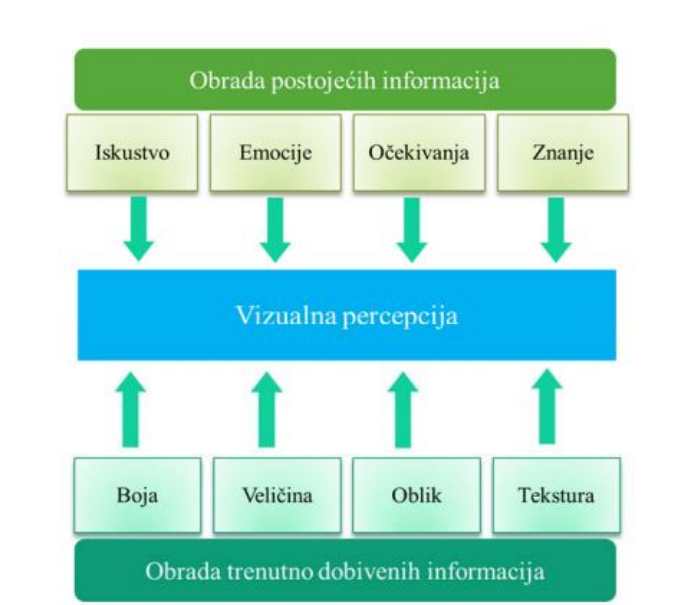 Obrada postojećih informacija
Iskustvo
Emocije
Očekivanja
Znanje
Vizualna percepcija
Boja
Veličina
Oblik
Tekstura
Obrada trenutno dobivenih informacija